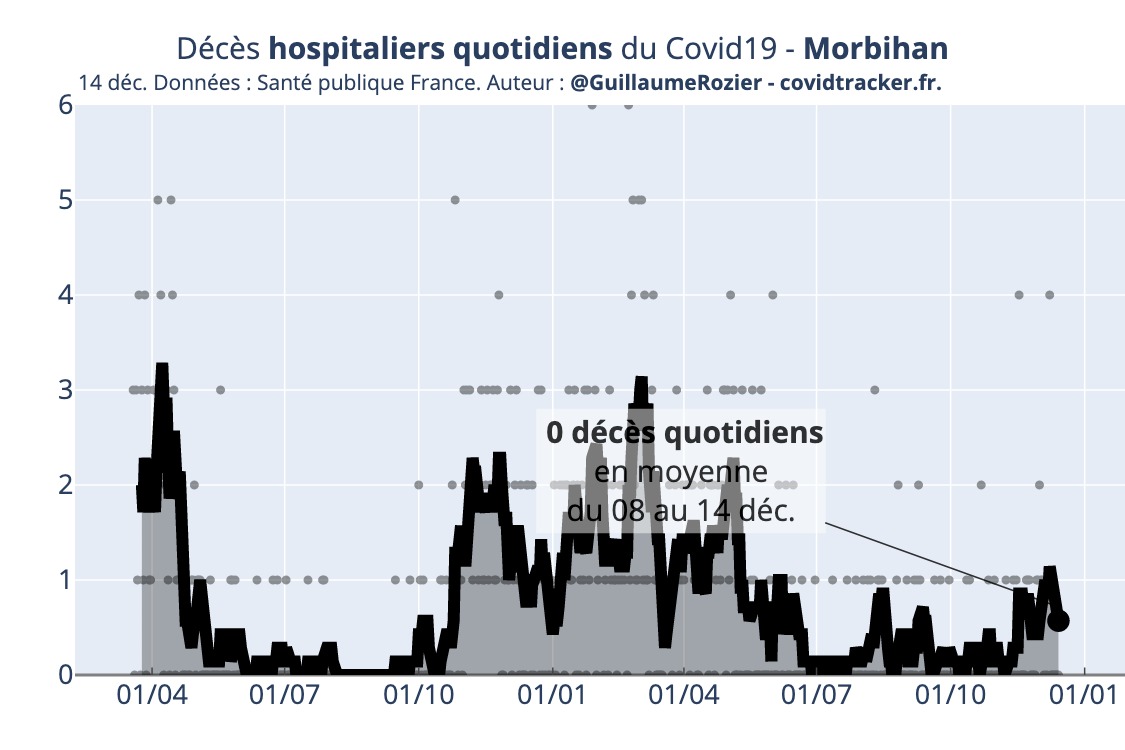 Décès hospitaliers quotidiens du Covid19 - Morbihan
14 déc. Données : Santé publique France. Auteur : @GuillaumeRozier - covidtracker.fr.
6
5
4
3
2
1
0
0 décès quotidiens
en moyenne
du 08 au 14 déc.
01/04 01/07 01/10 01/01 01/04 01/07 01/10 01/01